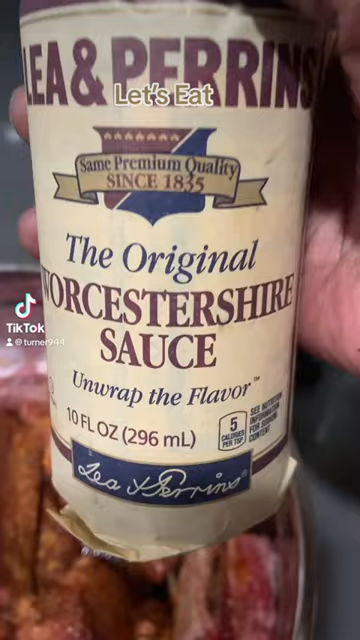 LEA & PERRINS
Let's Eat
Same Premium Quality
SINCE 1835
The Original
WORCESTERSHIRE
SAUCE
Unwrap the Flavor™
10 FL OZ (296 mL)
5
CALORIES
PER TSP
SEE NUTRITION
INFORMATION
FOR SODIUM
CONTENT
Lea & Perrins®
TikTok
@turner944